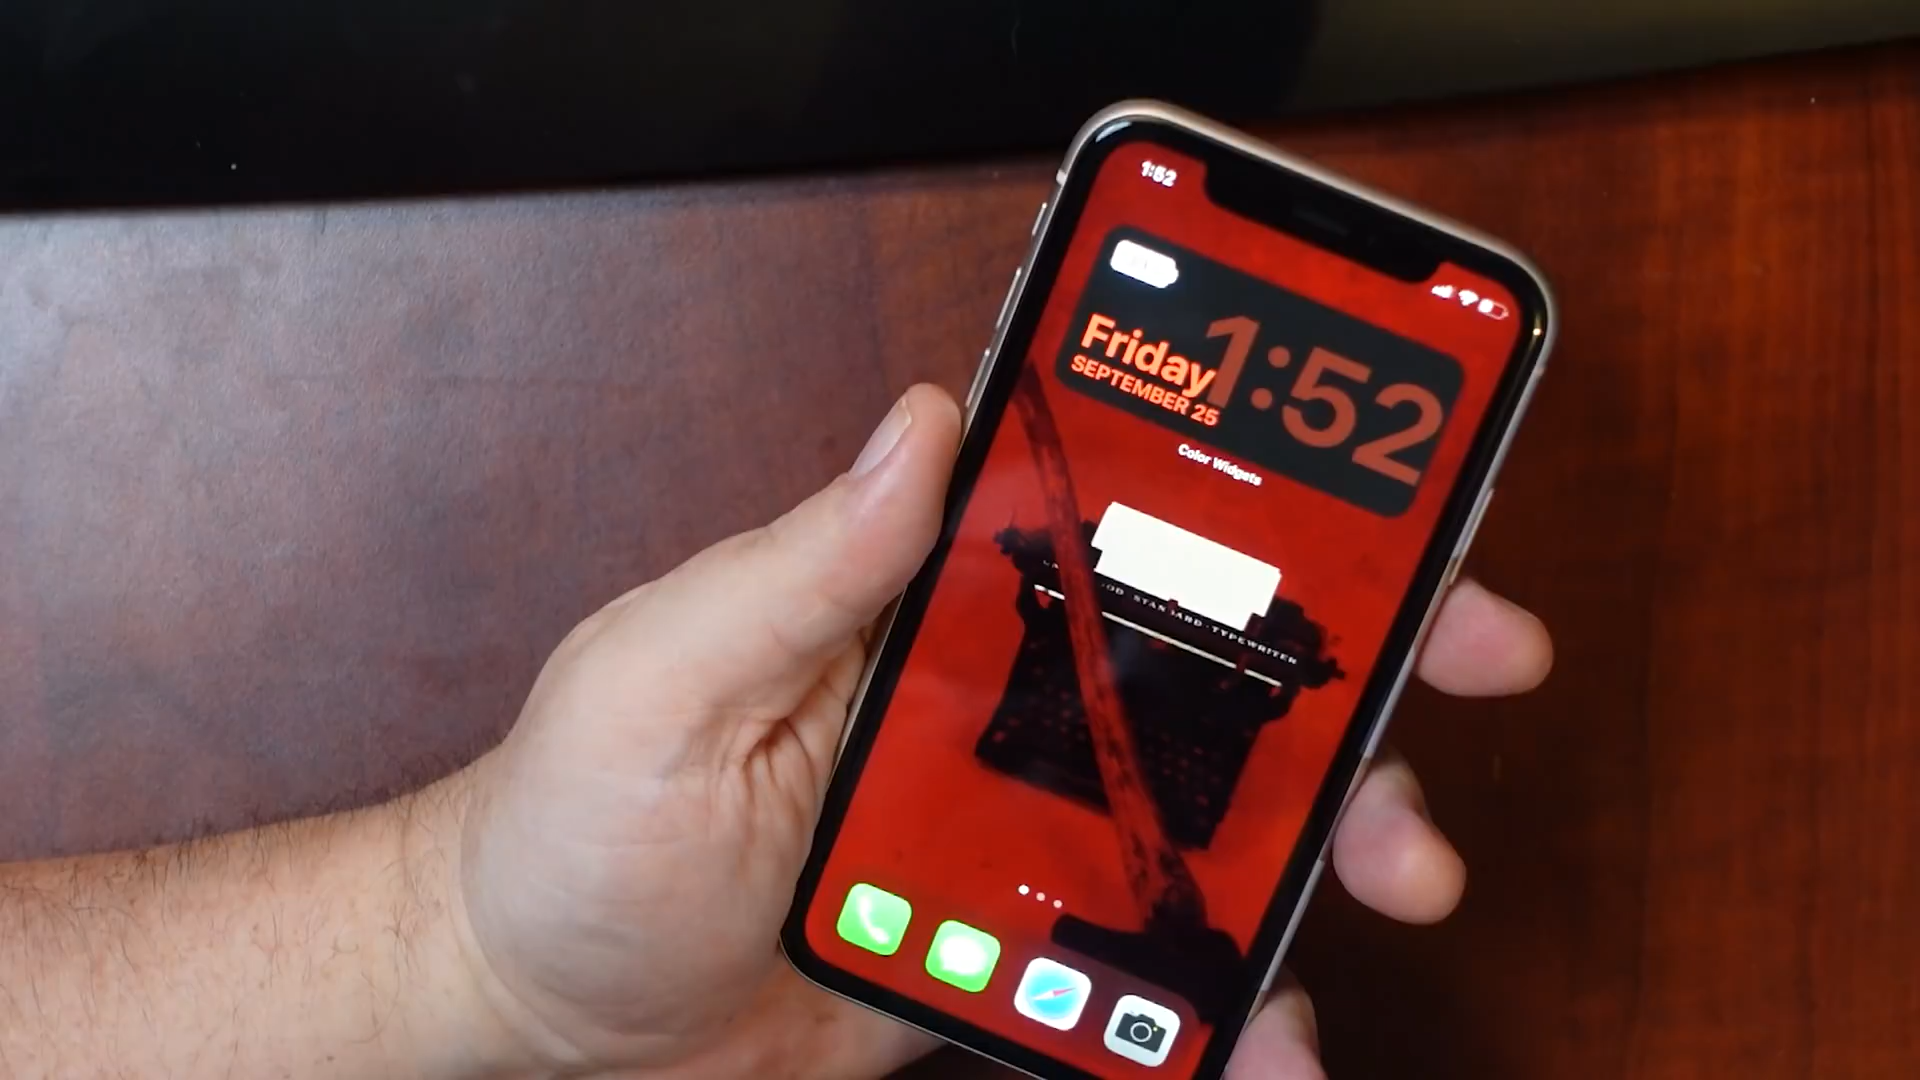 1:52
Friday
SEPTEMBER 25
1:52
Color Widgets
STANDARD·TYPEWRITER